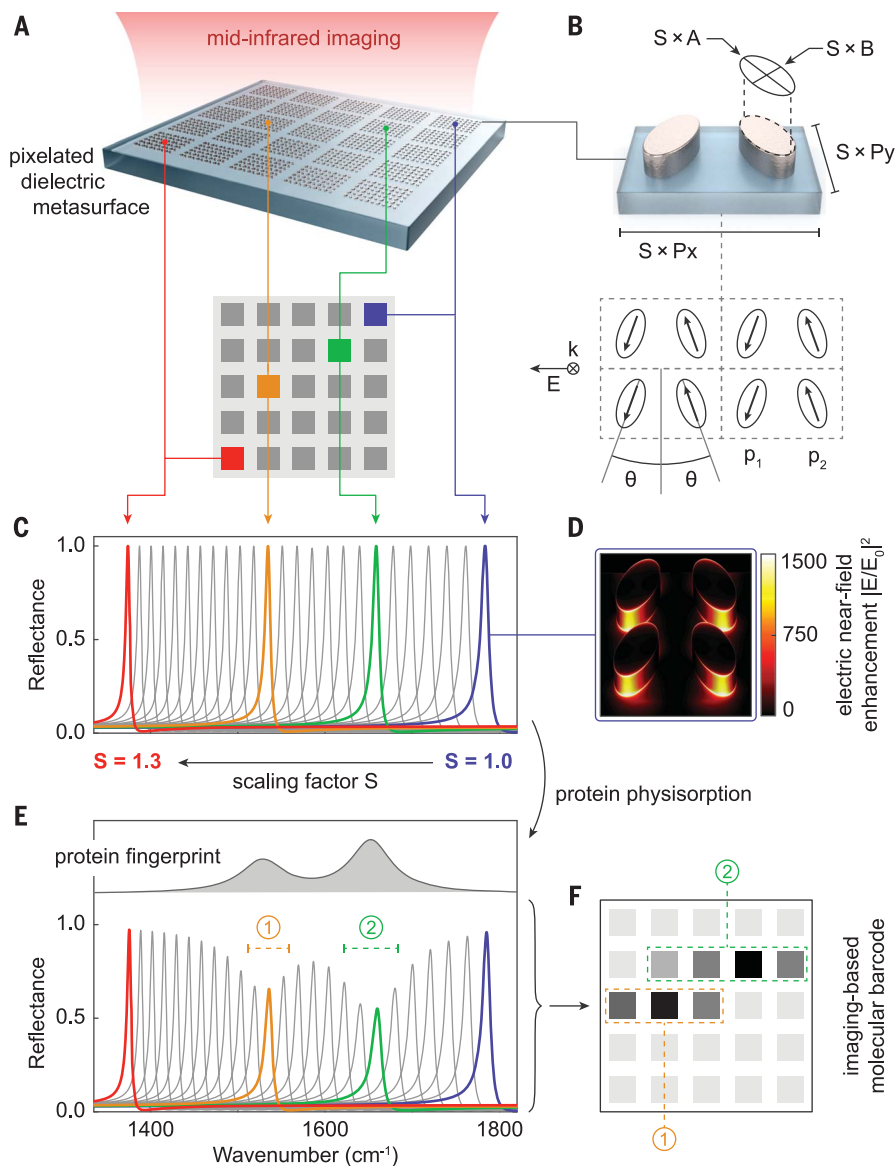 A
mid-infrared imaging
pixelated
dielectric
metasurface
B
S × A
S × B
S × Py
S × Px
k
E
θ
θ
p₁
p₂
C
1.0
0.5
0.0
Reflectance
S = 1.3
S = 1.0
scaling factor S
D
1500
750
0
electric near-field
enhancement |E/E₀|²
protein physisorption
E
protein fingerprint
1
2
1.0
0.5
0.0
Reflectance
1400
1600
1800
Wavenumber (cm⁻¹)
F
2
1
imaging-based
molecular barcode